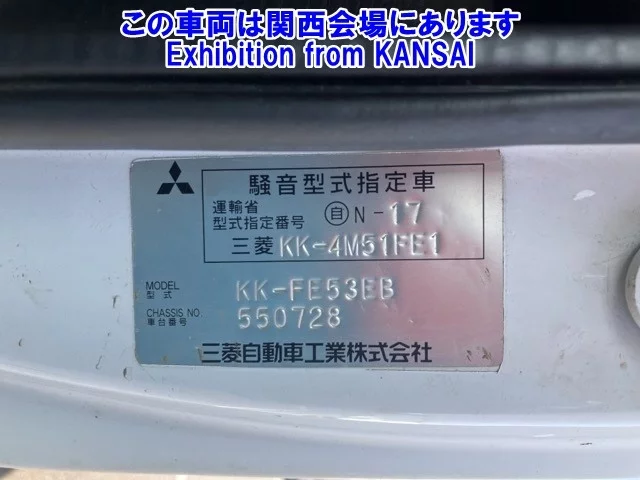 この車両は関西会場にあります
Exhibition from KANSAI
騒音型式指定車
運輸省
型式指定番号 自 N-17
三菱 KK-4M51FE1
MODEL
型式 KK-FE53EB
CHASSIS NO.
車台番号 550728
三菱自動車工業株式会社